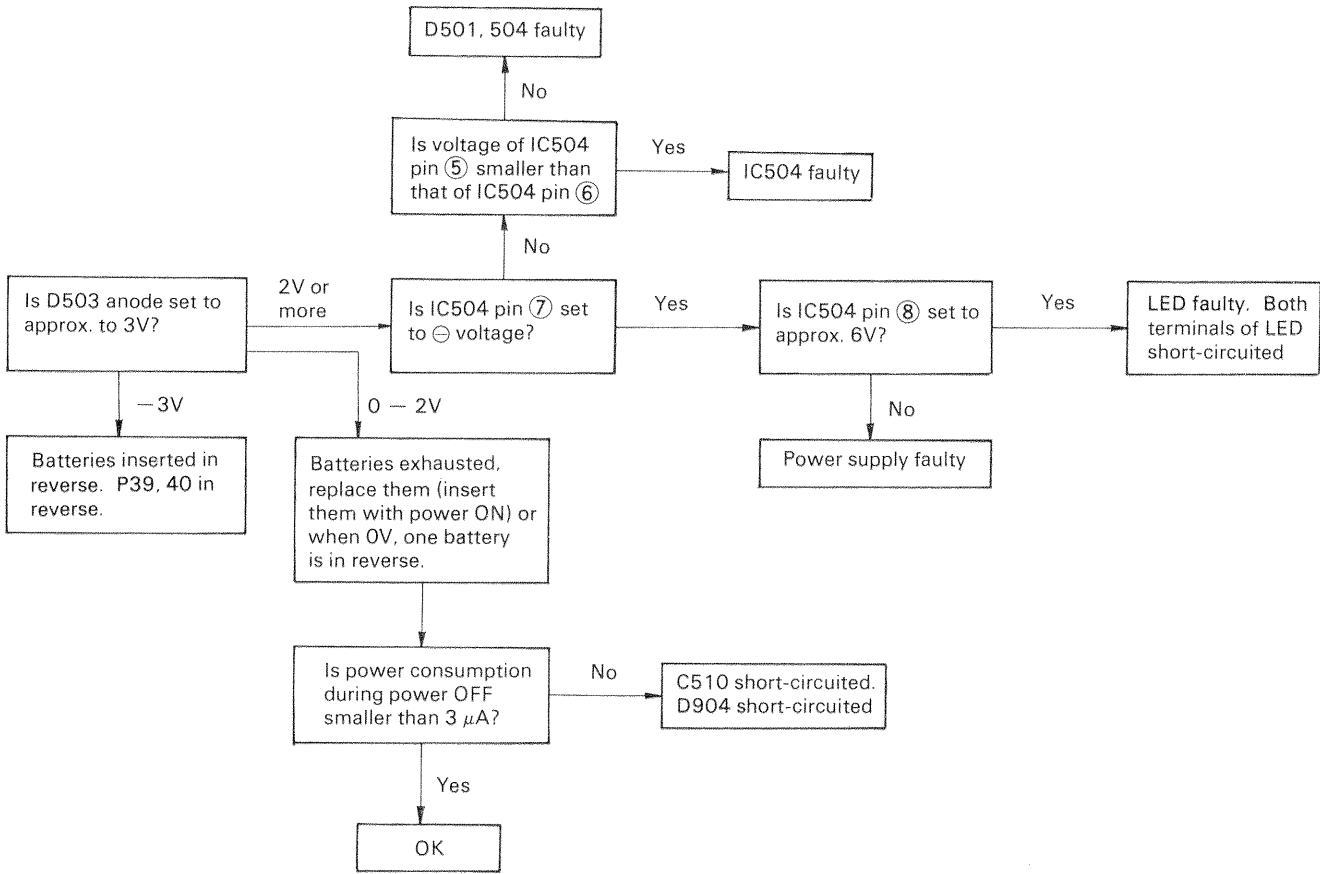 D501, 504 faulty
No
Is voltage of IC504
pin ⑤ smaller than
that of IC504 pin ⑥
Yes
IC504 faulty
No
Is D503 anode set to
approx. to 3V?
2V or
more
Is IC504 pin ⑦ set
to ⊖ voltage?
Yes
Is IC504 pin ⑧ set to
approx. 6V?
Yes
LED faulty. Both
terminals of LED
short-circuited
−3V
0 − 2V
No
Batteries inserted in
reverse. P39, 40 in
reverse.
Batteries exhausted,
replace them (insert
them with power ON) or
when 0V, one battery
is in reverse.
Power supply faulty
Is power consumption
during power OFF
smaller than 3 μA?
No
C510 short-circuited.
D904 short-circuited
Yes
OK